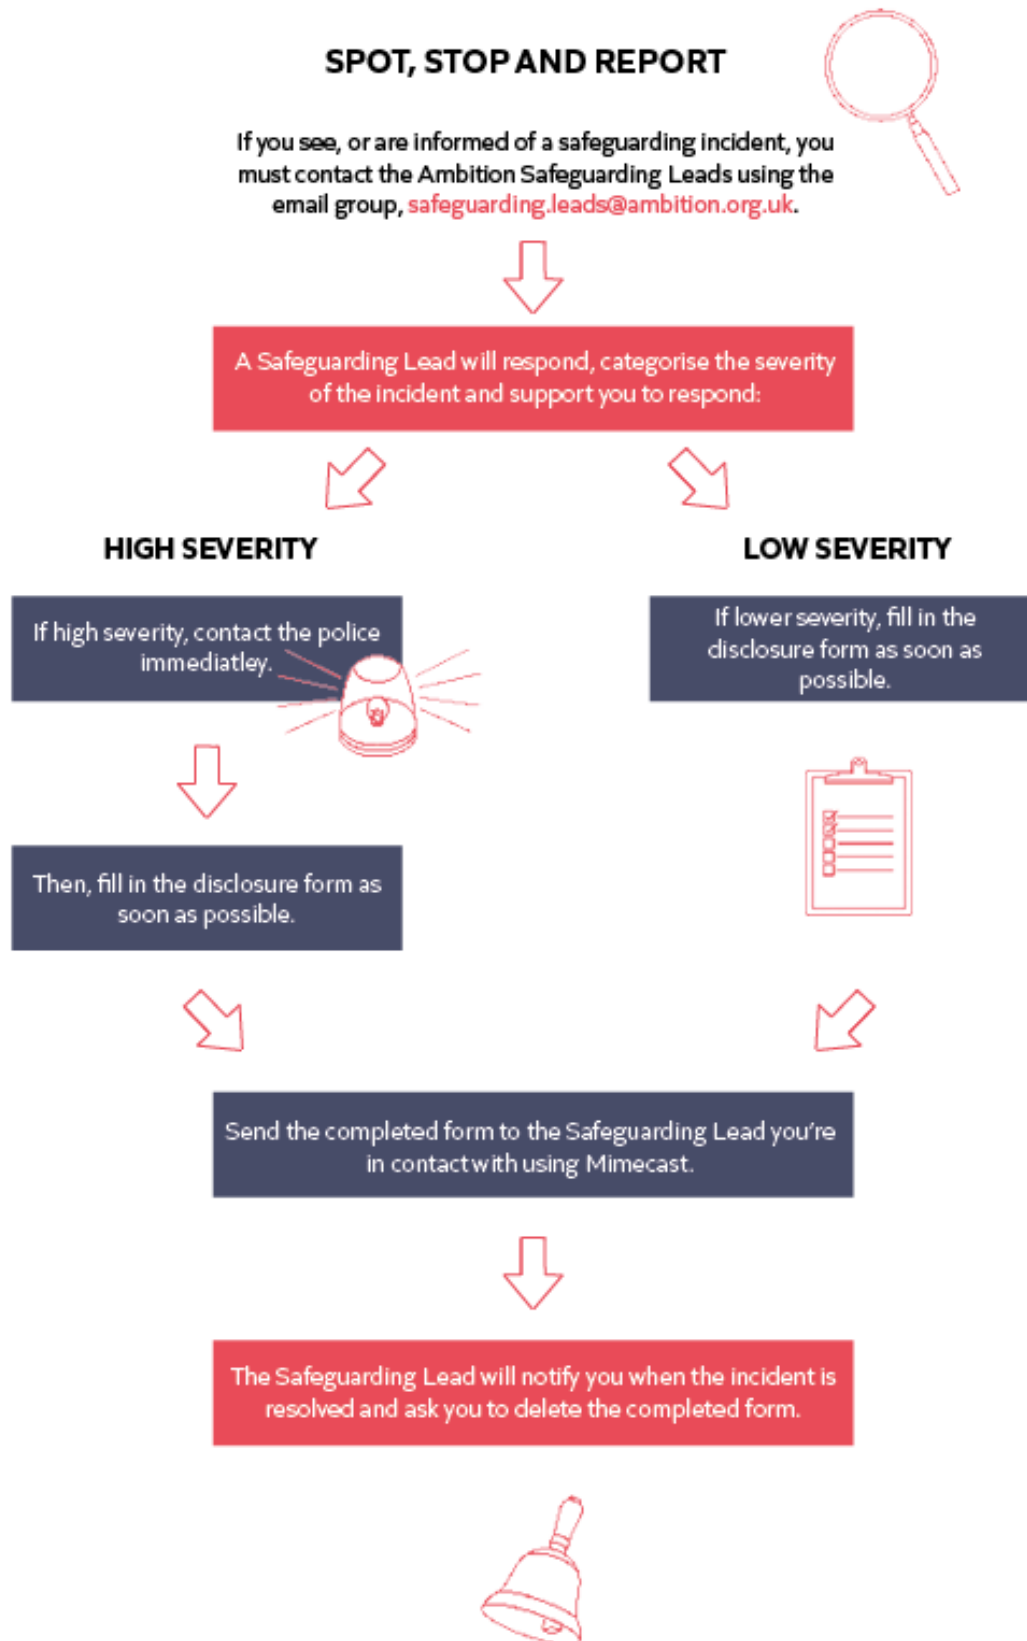 SPOT, STOP AND REPORT
If you see, or are informed of a safeguarding incident, you
must contact the Ambition Safeguarding Leads using the
email group, safeguarding.leads@ambition.org.uk.
A Safeguarding Lead will respond, categorise the severity
of the incident and support you to respond:
HIGH SEVERITY
If high severity, contact the police
immediatley.
Then, fill in the disclosure form as
soon as possible.
LOW SEVERITY
If lower severity, fill in the
disclosure form as soon as
possible.
Send the completed form to the Safeguarding Lead you're
in contact with using Mimecast.
The Safeguarding Lead will notify you when the incident is
resolved and ask you to delete the completed form.